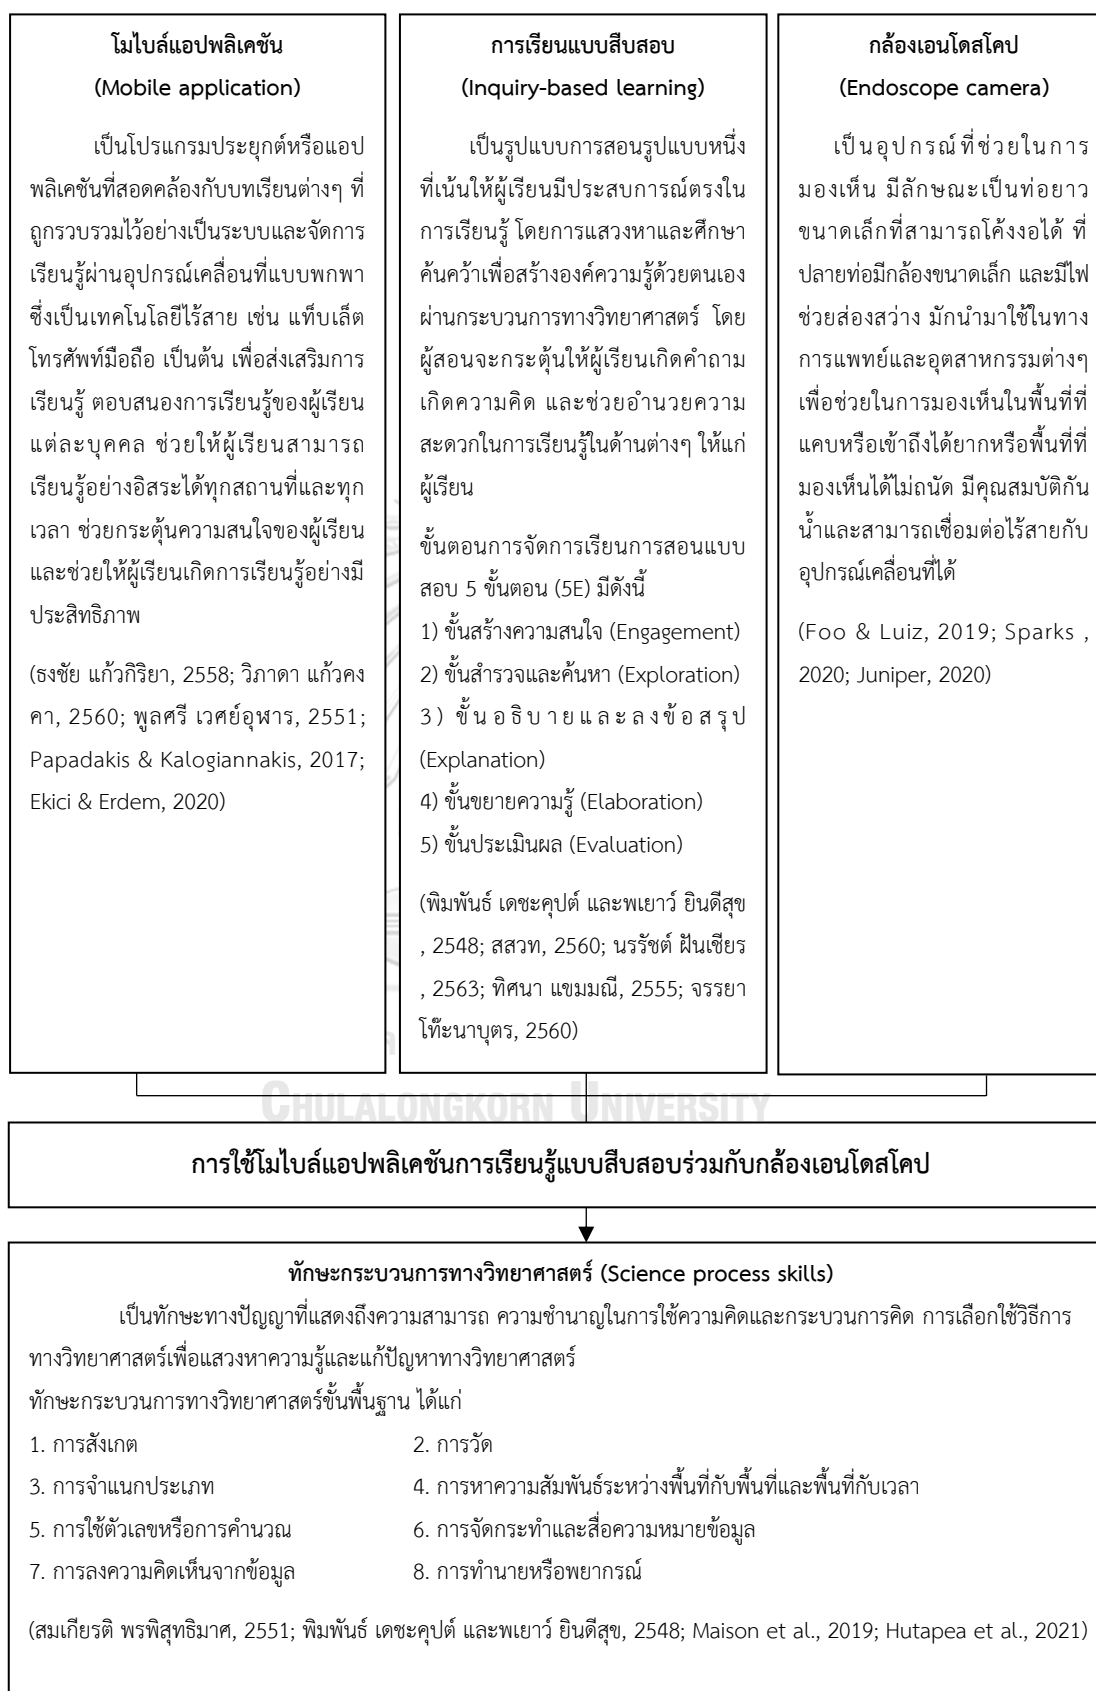 โมไบล์แอปพลิเคชัน
(Mobile application)
เป็นโปรแกรมประยุกต์หรือแอป
พลิเคชันที่สอดคล้องกับบทเรียนต่างๆ ที่
ถูกรวบรวมไว้อย่างเป็นระบบและจัดการ
เรียนรู้ผ่านอุปกรณ์เคลื่อนที่แบบพกพา
ซึ่งเป็นเทคโนโลยีไร้สาย เช่น แท็บเล็ต
โทรศัพท์มือถือ เป็นต้น เพื่อส่งเสริมการ
เรียนรู้ ตอบสนองการเรียนรู้ของผู้เรียน
แต่ละบุคคล ช่วยให้ผู้เรียนสามารถ
เรียนรู้อย่างอิสระได้ทุกสถานที่และทุก
เวลา ช่วยกระตุ้นความสนใจของผู้เรียน
และช่วยให้ผู้เรียนเกิดการเรียนรู้อย่างมี
ประสิทธิภาพ
(ธงชัย แก้วกิริยา, 2558; วิภาดา แก้วคง
คา, 2560; พูลศรี เวศย์อุฬาร, 2551;
Papadakis & Kalogiannakis, 2017;
Ekici & Erdem, 2020)
การเรียนแบบสืบสอบ
(Inquiry-based learning)
เป็นรูปแบบการสอนรูปแบบหนึ่ง
ที่เน้นให้ผู้เรียนมีประสบการณ์ตรงใน
การเรียนรู้ โดยการแสวงหาและศึกษา
ค้นคว้าเพื่อสร้างองค์ความรู้ด้วยตนเอง
ผ่านกระบวนการทางวิทยาศาสตร์ โดย
ผู้สอนจะกระตุ้นให้ผู้เรียนเกิดคำถาม
เกิดความคิด และช่วยอำนวยความ
สะดวกในการเรียนรู้ในด้านต่างๆ ให้แก่
ผู้เรียน
ขั้นตอนการจัดการเรียนการสอนแบบ
สอบ 5 ขั้นตอน (5E) มีดังนี้
1) ขั้นสร้างความสนใจ (Engagement)
2) ขั้นสำรวจและค้นหา (Exploration)
3) ขั้นอธิบายและลงข้อสรุป
(Explanation)
4) ขั้นขยายความรู้ (Elaboration)
5) ขั้นประเมินผล (Evaluation)
(พิมพันธ์ เดชะคุปต์ และพเยาว์ ยินดีสุข
, 2548; สสวท, 2560; นรรัชต์ ฝันเชียร
, 2563; ทิศนา แขมมณี, 2555; จรรยา
โท๊ะนาบุตร, 2560)
กล้องเอนโดสโคป
(Endoscope camera)
เป็นอุปกรณ์ที่ช่วยในการ
มองเห็น มีลักษณะเป็นท่อยาว
ขนาดเล็กที่สามารถโค้งงอได้ ที่
ปลายท่อมีกล้องขนาดเล็ก และมีไฟ
ช่วยส่องสว่าง มักนำมาใช้ในทาง
การแพทย์และอุตสาหกรรมต่างๆ
เพื่อช่วยในการมองเห็นในพื้นที่ที่
แคบหรือเข้าถึงได้ยากหรือพื้นที่ที่
มองเห็นได้ไม่ถนัด มีคุณสมบัติกัน
น้ำและสามารถเชื่อมต่อไร้สายกับ
อุปกรณ์เคลื่อนที่ได้
(Foo & Luiz, 2019; Sparks ,
2020; Juniper, 2020)
CHULALONGKORN UNIVERSITY
การใช้โมไบล์แอปพลิเคชันการเรียนรู้แบบสืบสอบร่วมกับกล้องเอนโดสโคป
ทักษะกระบวนการทางวิทยาศาสตร์ (Science process skills)
เป็นทักษะทางปัญญาที่แสดงถึงความสามารถ ความชำนาญในการใช้ความคิดและกระบวนการคิด การเลือกใช้วิธีการ
ทางวิทยาศาสตร์เพื่อแสวงหาความรู้และแก้ปัญหาทางวิทยาศาสตร์
ทักษะกระบวนการทางวิทยาศาสตร์ขั้นพื้นฐาน ได้แก่
1. การสังเกต 2. การวัด
3. การจำแนกประเภท 4. การหาความสัมพันธ์ระหว่างพื้นที่กับพื้นที่และพื้นที่กับเวลา
5. การใช้ตัวเลขหรือการคำนวณ 6. การจัดกระทำและสื่อความหมายข้อมูล
7. การลงความคิดเห็นจากข้อมูล 8. การทำนายหรือพยากรณ์
(สมเกียรติ พรพิสุทธิมาศ, 2551; พิมพันธ์ เดชะคุปต์ และพเยาว์ ยินดีสุข, 2548; Maison et al., 2019; Hutapea et al., 2021)